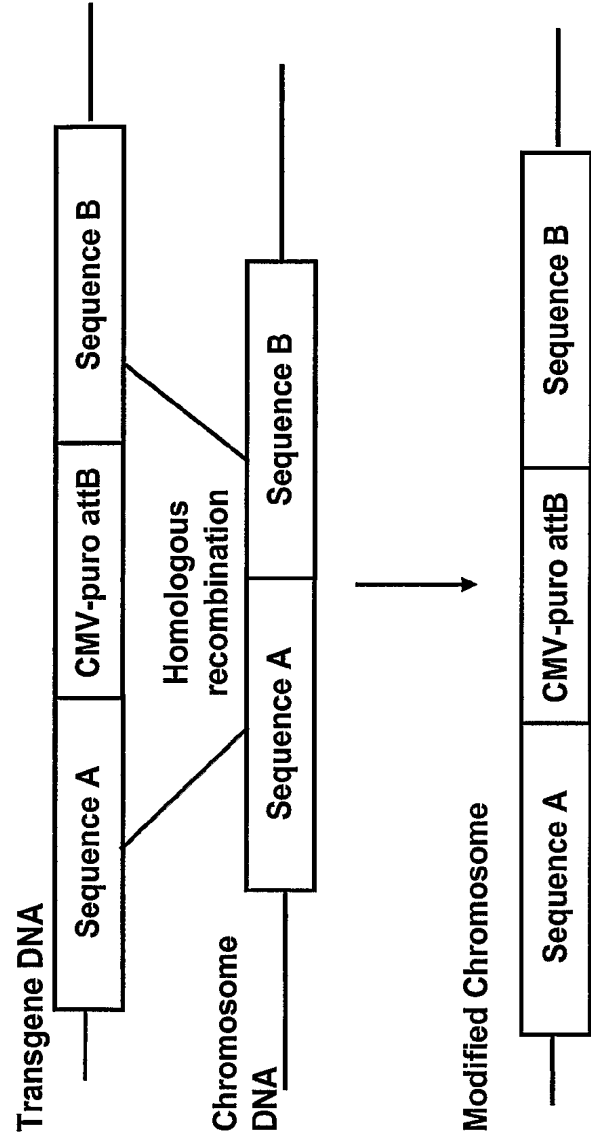 Transgene DNA
Sequence A
CMV-puro attB
Sequence B
Homologous
recombination
Chromosome
DNA
Sequence A
Sequence B
Modified Chromosome
Sequence A
CMV-puro attB
Sequence B